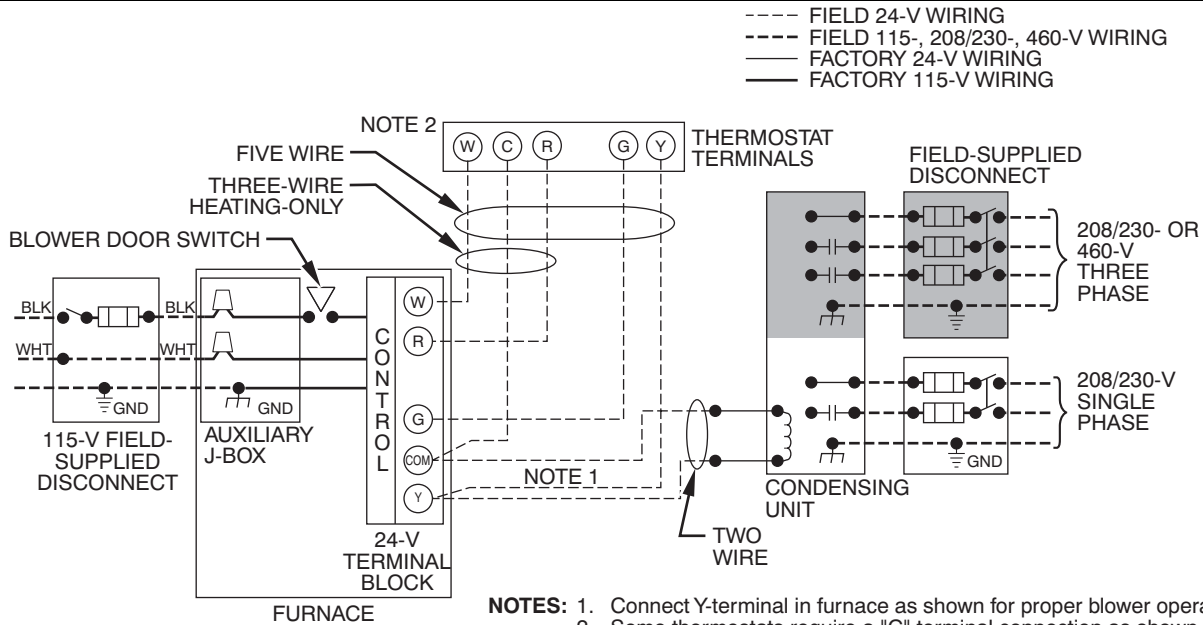 FIELD 24-V WIRING
FIELD 115-, 208/230-, 460-V WIRING
FACTORY 24-V WIRING
FACTORY 115-V WIRING
NOTE 2
W C R G Y
THERMOSTAT
TERMINALS
FIVE WIRE
THREE-WIRE
HEATING-ONLY
BLOWER DOOR SWITCH
FIELD-SUPPLIED
DISCONNECT
208/230- OR
460-V
THREE
PHASE
BLK
BLK
WHT
WHT
GND
GND
115-V FIELD-
SUPPLIED
DISCONNECT
AUXILIARY
J-BOX
CONTROL
W
R
G
COM
Y
24-V
TERMINAL
BLOCK
FURNACE
NOTE 1
TWO
WIRE
CONDENSING
UNIT
GND
208/230-V
SINGLE
PHASE
NOTES: 1. Connect Y-terminal in furnace as shown for proper blower opera